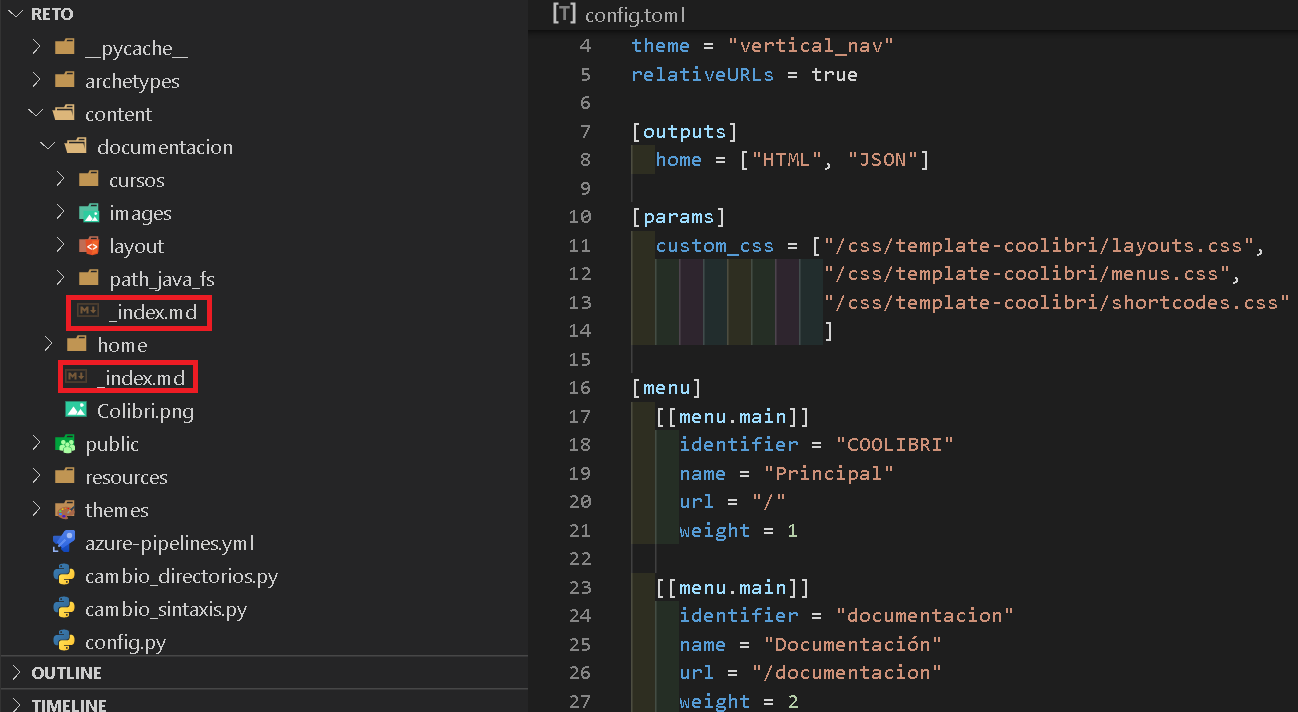 RETO
__pycache__
archetypes
content
documentacion
cursos
images
layout
path_java_fs
_index.md
home
_index.md
Colibri.png
public
resources
themes
azure-pipelines.yml
cambio_directorios.py
cambio_sintaxis.py
config.py
OUTLINE
TIMELINE
[T] config.toml
4 theme = "vertical_nav"
5 relativeURLs = true
6
7 [outputs]
8 home = ["HTML", "JSON"]
9
10 [params]
11 custom_css = ["/css/template-coolibri/layouts.css",
12 "/css/template-coolibri/menus.css",
13 "/css/template-coolibri/shortcodes.css"
14 ]
15
16 [menu]
17 [[menu.main]]
18 identifier = "COOLIBRI"
19 name = "Principal"
20 url = "/"
21 weight = 1
22
23 [[menu.main]]
24 identifier = "documentacion"
25 name = "Documentación"
26 url = "/documentacion"
27 weight = 2